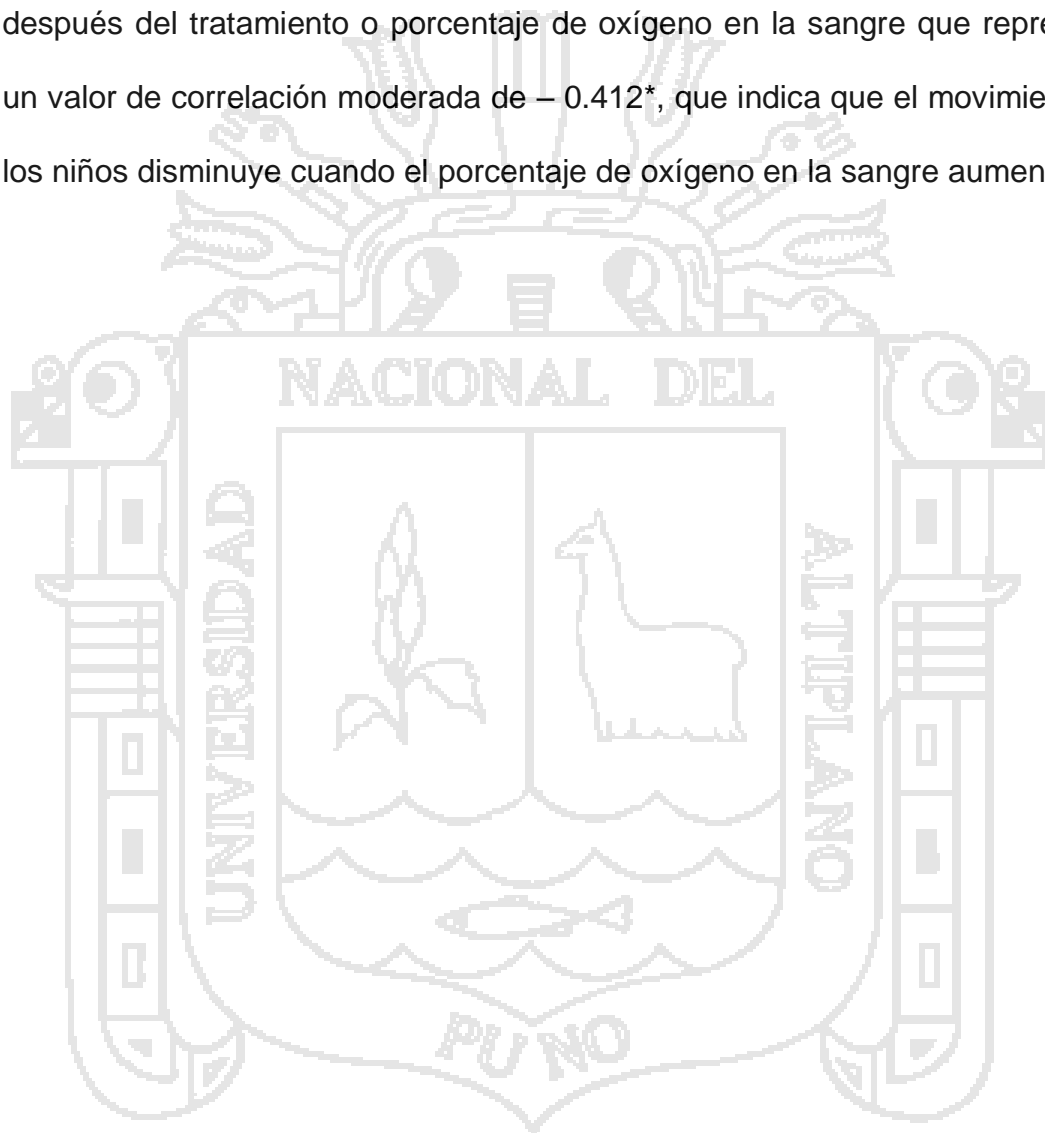 después del tratamiento o porcentaje de oxígeno en la sangre que repre
un valor de correlación moderada de – 0.412*, que indica que el movimie
los niños disminuye cuando el porcentaje de oxígeno en la sangre aumen
NACIONAL DEL
UNIVERSIDAD
ALTIPLANO
PUNO